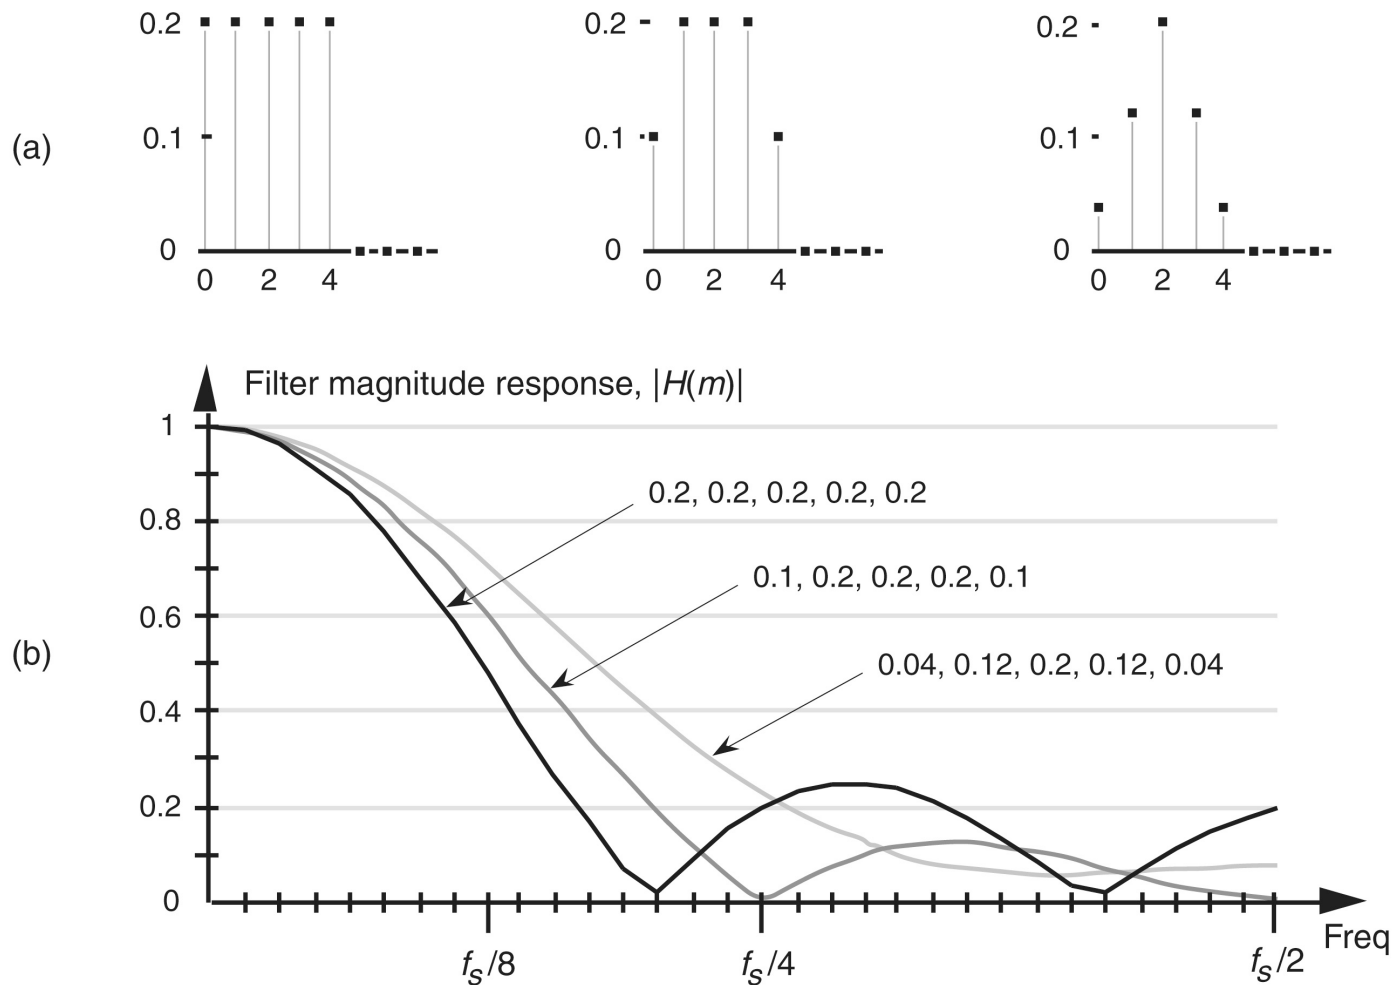 (a)
0.2
0.1
0
0 2 4
0.2
0.1
0
0 2 4
0.2
0.1
0
0 2 4
(b)
Filter magnitude response, |H(m)|
1
0.8
0.6
0.4
0.2
0
0.2, 0.2, 0.2, 0.2, 0.2
0.1, 0.2, 0.2, 0.2, 0.1
0.04, 0.12, 0.2, 0.12, 0.04
fs/8
fs/4
fs/2
Freq